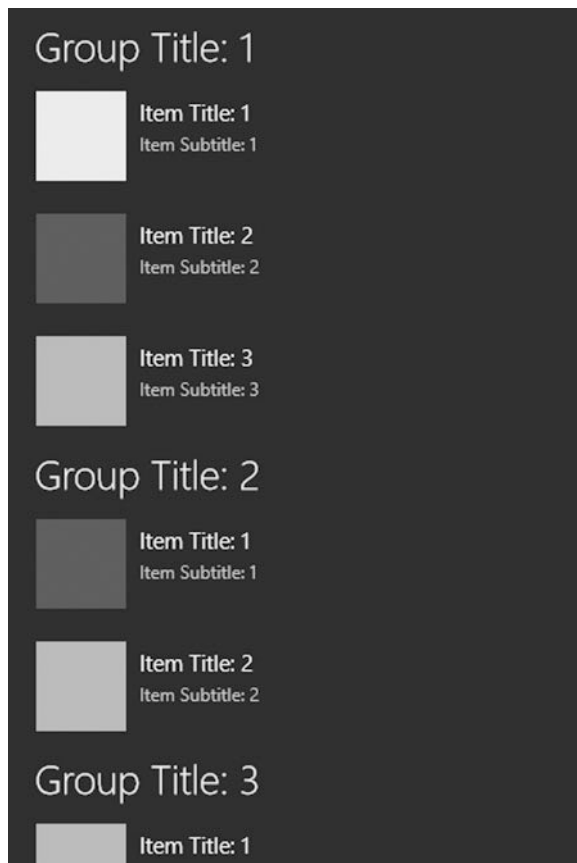 Group Title: 1
Item Title: 1
Item Subtitle: 1
Item Title: 2
Item Subtitle: 2
Item Title: 3
Item Subtitle: 3
Group Title: 2
Item Title: 1
Item Subtitle: 1
Item Title: 2
Item Subtitle: 2
Group Title: 3
Item Title: 1